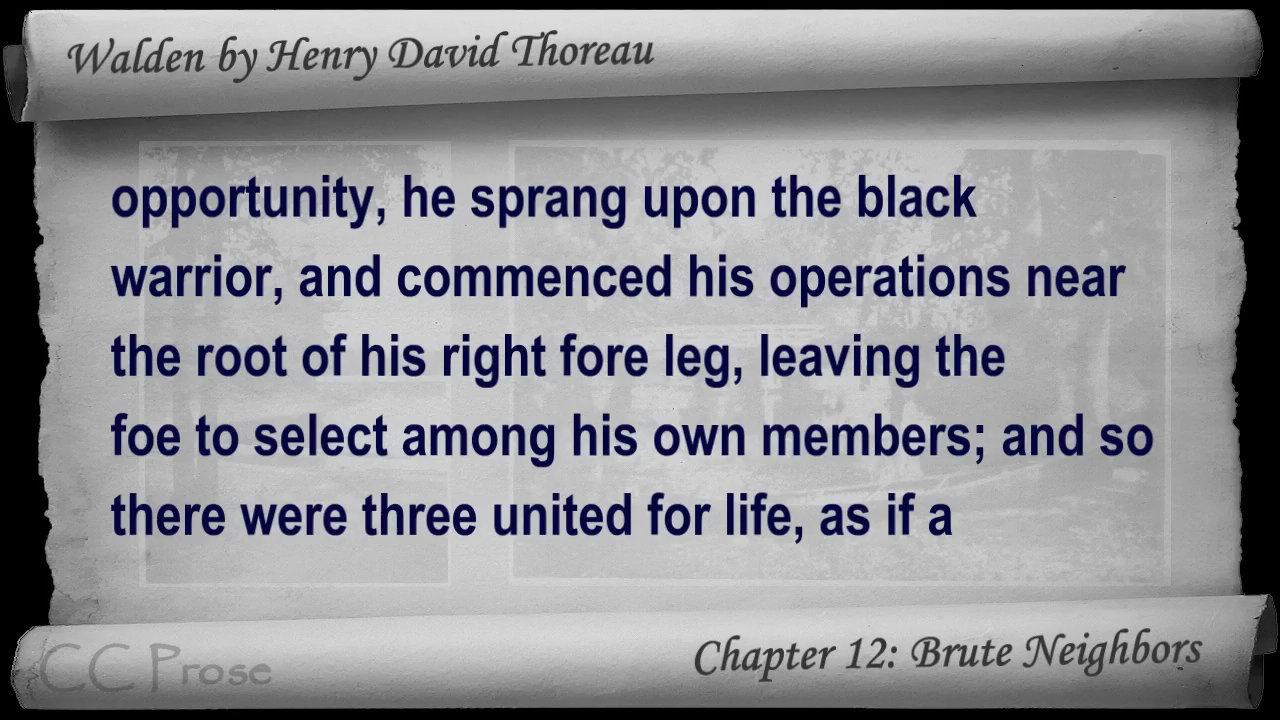 Walden by Henry David Thoreau
opportunity, he sprang upon the black
warrior, and commenced his operations near
the root of his right fore leg, leaving the
foe to select among his own members; and so
there were three united for life, as if a
CC Prose
Chapter 12: Brute Neighbors